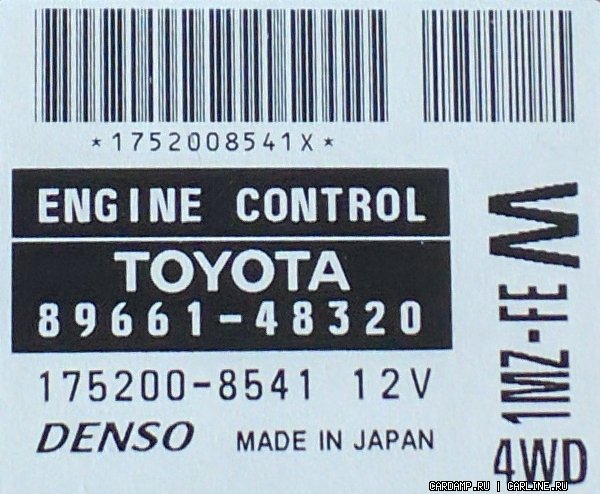 *1752008541X*
ENGINE CONTROL
TOYOTA
89661-48320
175200-8541 12V
DENSO MADE IN JAPAN
M
1MZ-FE
4WD
CARDAMP.RU | CARLINE.RU